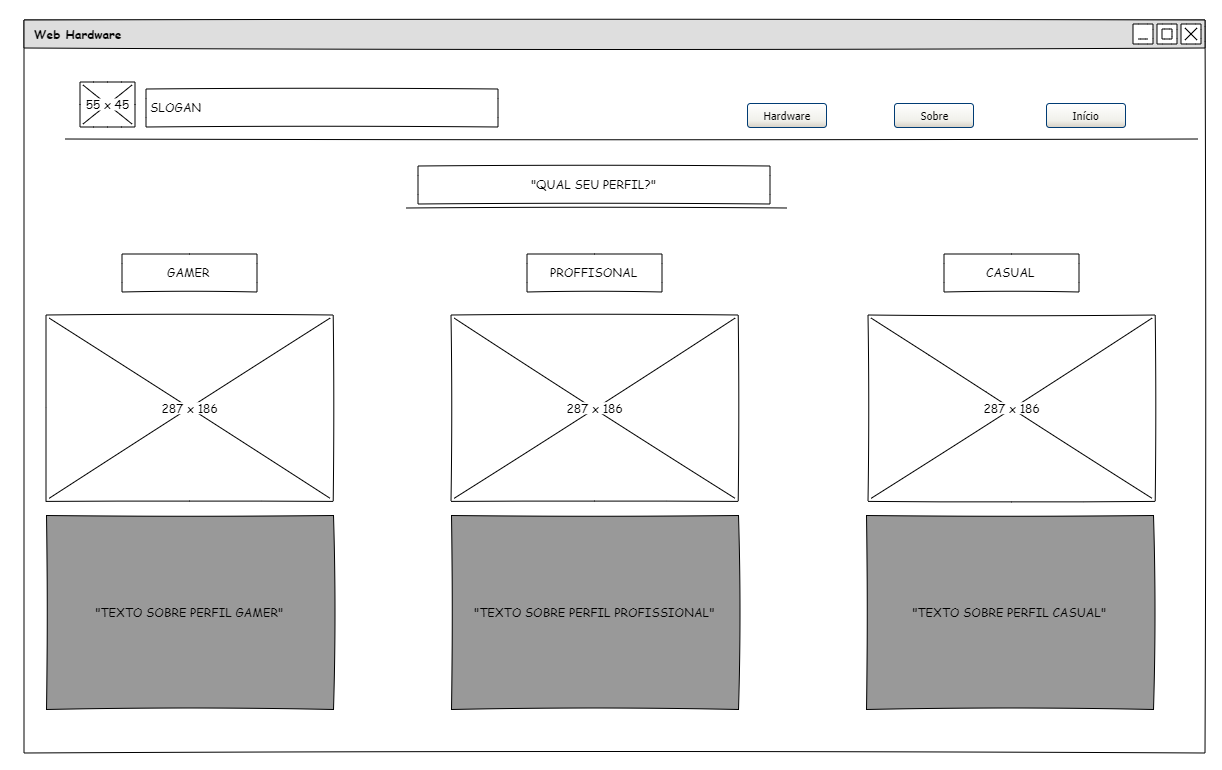 Web Hardware
55 x 45
SLOGAN
Hardware
Sobre
Início
"QUAL SEU PERFIL?"
GAMER
PROFFISONAL
CASUAL
287 x 186
287 x 186
287 x 186
"TEXTO SOBRE PERFIL GAMER"
"TEXTO SOBRE PERFIL PROFISSIONAL"
"TEXTO SOBRE PERFIL CASUAL"